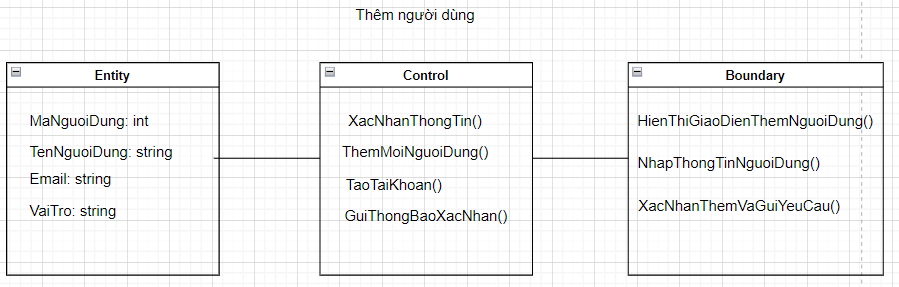 Thêm người dùng
Entity
MaNguoiDung: int
TenNguoiDung: string
Email: string
VaiTro: string
Control
XacNhanThongTin()
ThemMoiNguoiDung()
TaoTaiKhoan()
GuiThongBaoXacNhan()
Boundary
HienThiGiaoDienThemNguoiDung()
NhapThongTinNguoiDung()
XacNhanThemVaGuiYeuCau()